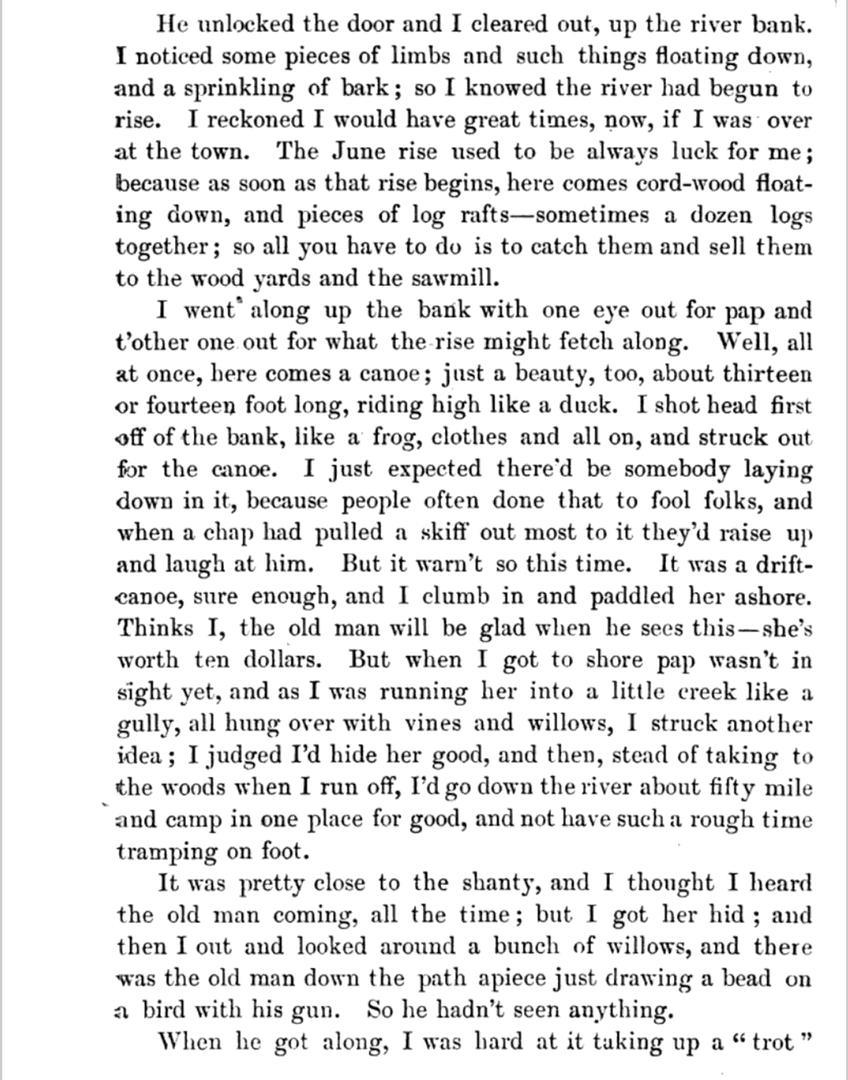 He unlocked the door and I cleared out, up the river bank.
I noticed some pieces of limbs and such things floating down,
and a sprinkling of bark; so I knowed the river had begun to
rise. I reckoned I would have great times, now, if I was over
at the town. The June rise used to be always luck for me;
because as soon as that rise begins, here comes cord-wood float-
ing down, and pieces of log rafts—sometimes a dozen logs
together; so all you have to do is to catch them and sell them
to the wood yards and the sawmill.
I went along up the bank with one eye out for pap and
t'other one out for what the rise might fetch along. Well, all
at once, here comes a canoe; just a beauty, too, about thirteen
or fourteen foot long, riding high like a duck. I shot head first
off of the bank, like a frog, clothes and all on, and struck out
for the canoe. I just expected there'd be somebody laying
down in it, because people often done that to fool folks, and
when a chap had pulled a skiff out most to it they'd raise up
and laugh at him. But it warn't so this time. It was a drift-
canoe, sure enough, and I clumb in and paddled her ashore.
Thinks I, the old man will be glad when he sees this—she's
worth ten dollars. But when I got to shore pap wasn't in
sight yet, and as I was running her into a little creek like a
gully, all hung over with vines and willows, I struck another
idea; I judged I'd hide her good, and then, stead of taking to
the woods when I run off, I'd go down the river about fifty mile
and camp in one place for good, and not have such a rough time
tramping on foot.
It was pretty close to the shanty, and I thought I heard
the old man coming, all the time; but I got her hid; and
then I out and looked around a bunch of willows, and there
was the old man down the path apiece just drawing a bead on
a bird with his gun. So he hadn't seen anything.
When he got along, I was hard at it taking up a "trot"